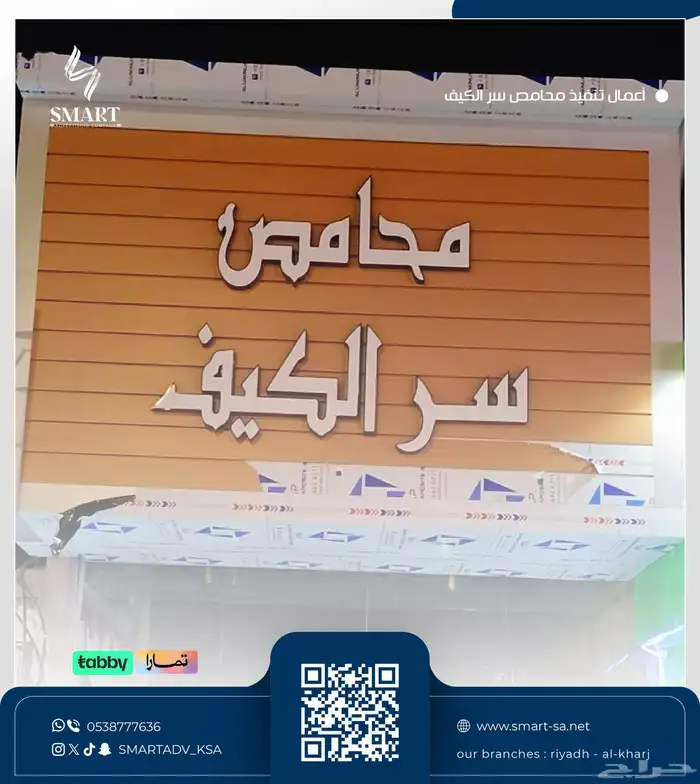 SMART
أعمال تنفيذ محامص سر الكيف
محامص
سر الكيف
tabby
تمارا
0538777636
SMARTADV_KSA
www.smart-sa.net
our branches : riyadh - al-kharj
حراج